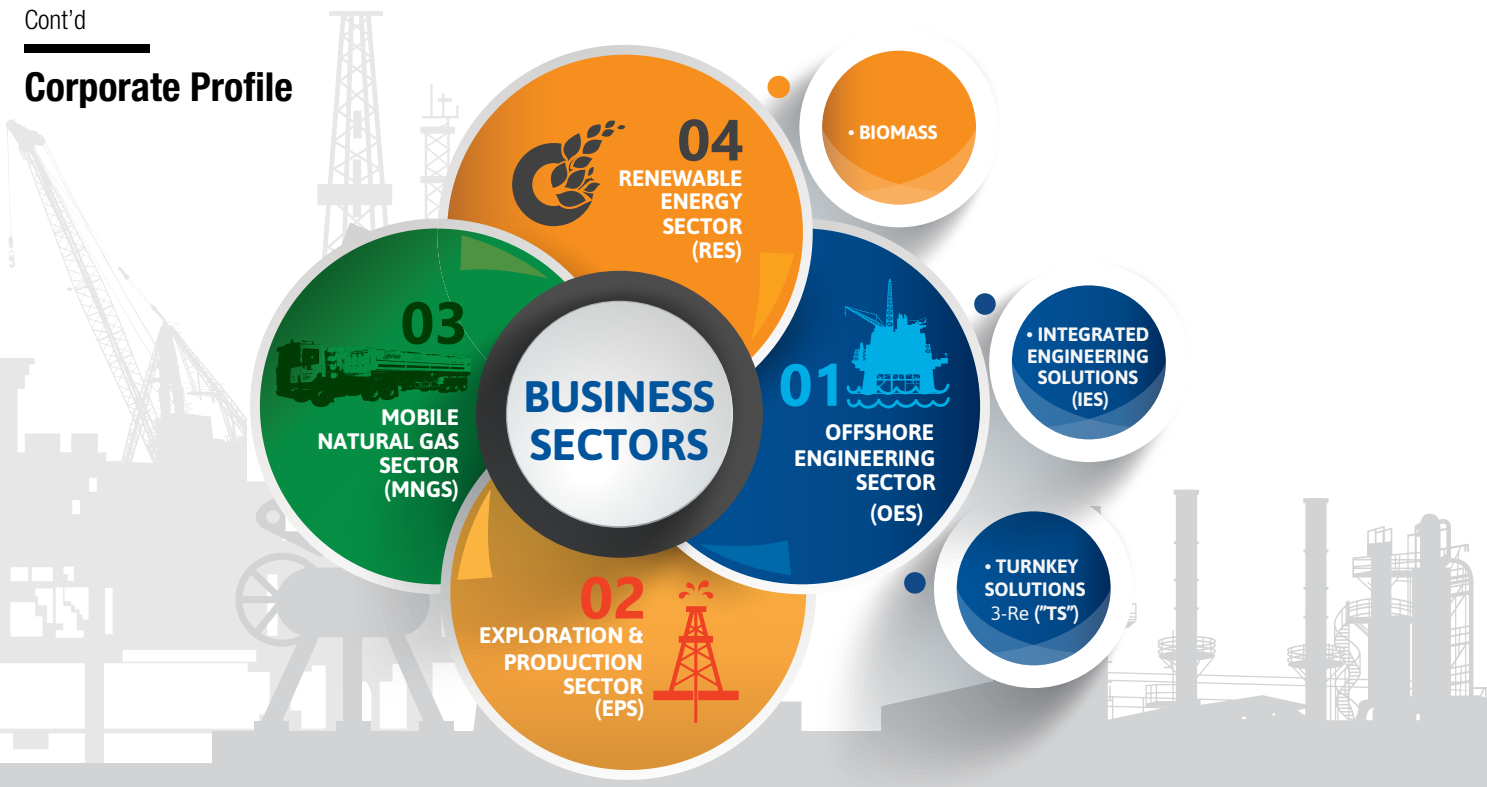 Cont'd
Corporate Profile
04
RENEWABLE
ENERGY
SECTOR
(RES)
• BIOMASS
03
MOBILE
NATURAL GAS
SECTOR
(MNGS)
BUSINESS
SECTORS
01
OFFSHORE
ENGINEERING
SECTOR
(OES)
• INTEGRATED
ENGINEERING
SOLUTIONS
(IES)
• TURNKEY
SOLUTIONS
3-Re ("TS")
02
EXPLORATION &
PRODUCTION
SECTOR
(EPS)